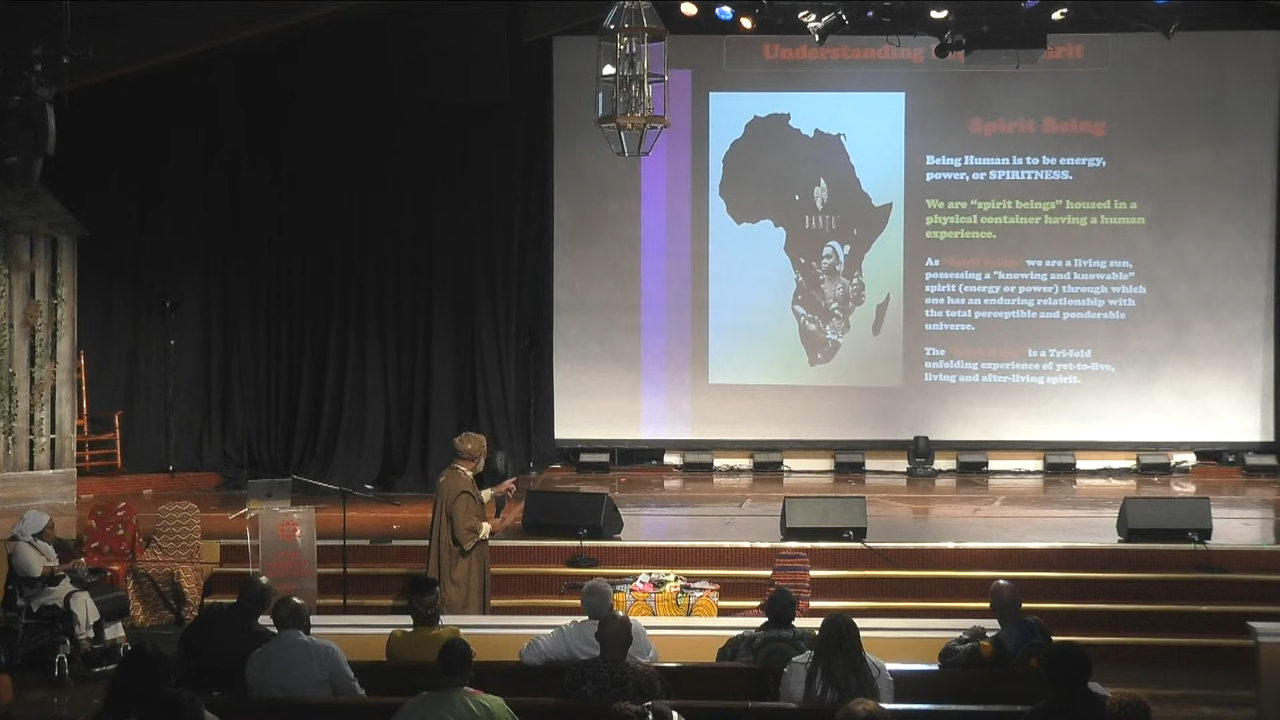 Understanding
Spirit Being
BANTU
Being Human is to be energy,
power, or SPIRITNESS.
We are “spirit beings” housed in a
physical container having a human
experience.
As we are a living sun,
possessing a "knowing and knowable"
spirit (energy or power) through which
one has an enduring relationship with
the total perceptible and ponderable
universe.
The is a Tri-fold
unfolding experience of yet-to-live,
living and after-living spirit.